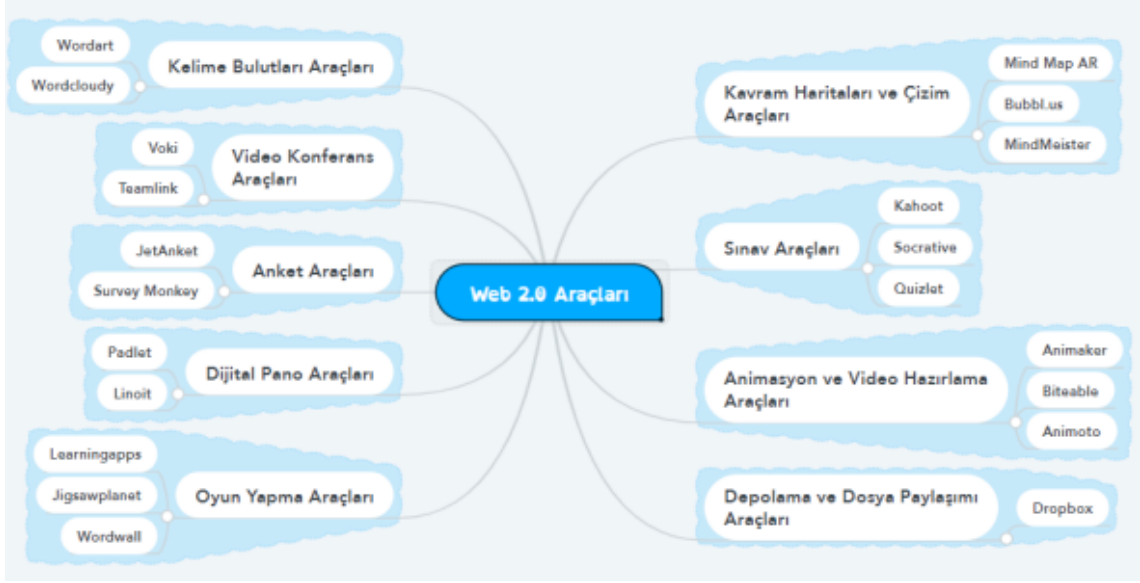 Web 2.0 Araçları
Wordart
Wordcloudy
Kelime Bulutları Araçları
Voki
Teamlink
Video Konferans
Araçları
JetAnket
Survey Monkey
Anket Araçları
Padlet
Linoit
Dijital Pano Araçları
Learningapps
Jigsawplanet
Wordwall
Oyun Yapma Araçları
Kavram Haritaları ve Çizim
Araçları
Mind Map AR
Bubbl.us
MindMeister
Sınav Araçları
Kahoot
Socrative
Quizlet
Animasyon ve Video Hazırlama
Araçları
Animaker
Biteable
Animoto
Depolama ve Dosya Paylaşımı
Araçları
Dropbox